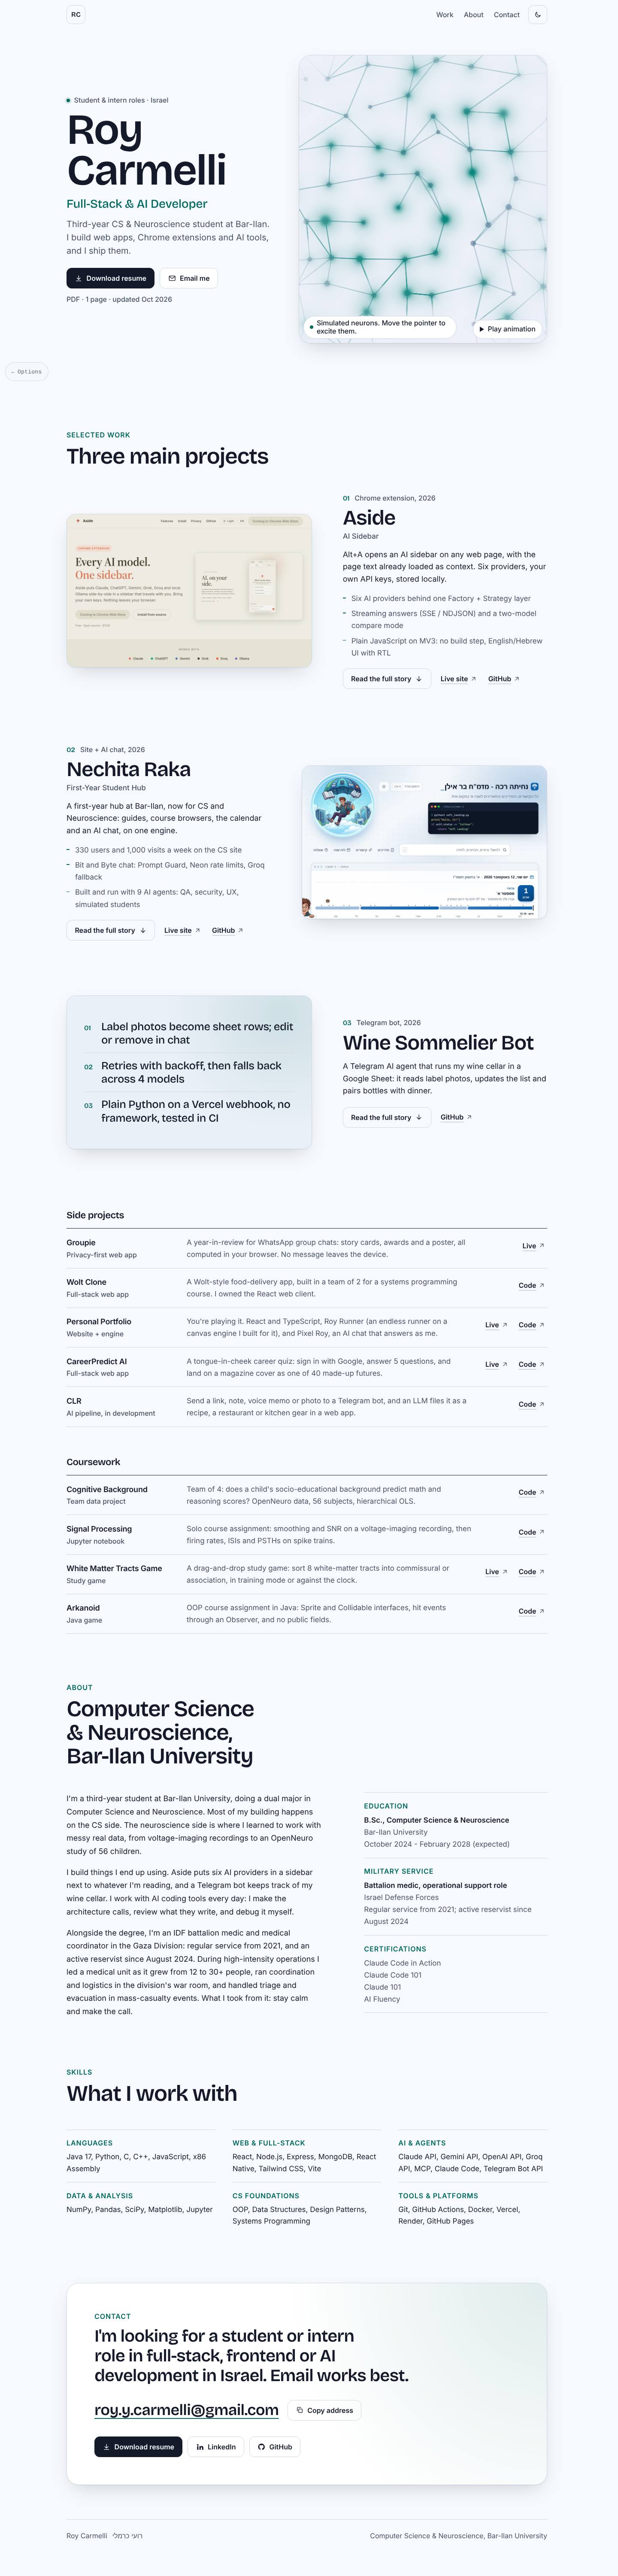 RC
Work About Contact
Student & intern roles · Israel
Roy
Carmelli
Full-Stack & AI Developer
Third-year CS & Neuroscience student at Bar-Ilan.
I build web apps, Chrome extensions and AI tools,
and I ship them.
Download resume
Email me
PDF · 1 page · updated Oct 2026
Simulated neurons. Move the pointer to
excite them.
Play animation
← Options
SELECTED WORK
Three main projects
Aside
Every AI model.
One sidebar.
AI, on your
side.
Claude ChatGPT Gemini Grok Groq Ollama
01 Chrome extension, 2026
Aside
AI Sidebar
Alt+A opens an AI sidebar on any web page, with the
page text already loaded as context. Six providers, your
own API keys, stored locally.
Six AI providers behind one Factory + Strategy layer
Streaming answers (SSE / NDJSON) and a two-model
compare mode
Plain JavaScript on MV3: no build step, English/Hebrew
UI with RTL
Read the full story ↓ Live site ↗ GitHub ↗
02 Site + AI chat, 2026
Nechita Raka
First-Year Student Hub
A first-year hub at Bar-Ilan, now for CS and
Neuroscience: guides, course browsers, the calendar
and an AI chat, on one engine.
330 users and 1,000 visits a week on the CS site
Bit and Byte chat: Prompt Guard, Neon rate limits, Groq
fallback
Built and run with 9 AI agents: QA, security, UX,
simulated students
Read the full story ↓ Live site ↗ GitHub ↗
נחיתה רכה - מדמ"ח בר אילן_
1
01 Label photos become sheet rows; edit
or remove in chat
02 Retries with backoff, then falls back
across 4 models
03 Plain Python on a Vercel webhook, no
framework, tested in CI
03 Telegram bot, 2026
Wine Sommelier Bot
A Telegram AI agent that runs my wine cellar in a
Google Sheet: it reads label photos, updates the list and
pairs bottles with dinner.
Read the full story ↓ GitHub ↗
Side projects
Groupie
Privacy-first web app
A year-in-review for WhatsApp group chats: story cards, awards and a poster, all
computed in your browser. No message leaves the device.
Live ↗
Wolt Clone
Full-stack web app
A Wolt-style food-delivery app, built in a team of 2 for a systems programming
course. I owned the React web client.
Code ↗
Personal Portfolio
Website + engine
You're playing it. React and TypeScript, Roy Runner (an endless runner on a
canvas engine I built for it), and Pixel Roy, an AI chat that answers as me.
Live ↗ Code ↗
CareerPredict AI
Full-stack web app
A tongue-in-cheek career quiz: sign in with Google, answer 5 questions, and
land on a magazine cover as one of 40 made-up futures.
Live ↗ Code ↗
CLR
AI pipeline, in development
Send a link, note, voice memo or photo to a Telegram bot, and an LLM files it as a
recipe, a restaurant or kitchen gear in a web app.
Code ↗
Coursework
Cognitive Background
Team data project
Team of 4: does a child's socio-educational background predict math and
reasoning scores? OpenNeuro data, 56 subjects, hierarchical OLS.
Code ↗
Signal Processing
Jupyter notebook
Solo course assignment: smoothing and SNR on a voltage-imaging recording, then
firing rates, ISIs and PSTHs on spike trains.
Code ↗
White Matter Tracts Game
Study game
A drag-and-drop study game: sort 8 white-matter tracts into commissural or
association, in training mode or against the clock.
Live ↗ Code ↗
Arkanoid
Java game
OOP course assignment in Java: Sprite and Collidable interfaces, hit events
through an Observer, and no public fields.
Code ↗
ABOUT
Computer Science
& Neuroscience,
Bar-Ilan University
I'm a third-year student at Bar-Ilan University, doing a dual major in
Computer Science and Neuroscience. Most of my building happens
on the CS side. The neuroscience side is where I learned to work with
messy real data, from voltage-imaging recordings to an OpenNeuro
study of 56 children.
I build things I end up using. Aside puts six AI providers in a sidebar
next to whatever I'm reading, and a Telegram bot keeps track of my
wine cellar. I work with AI coding tools every day: I make the
architecture calls, review what they write, and debug it myself.
Alongside the degree, I'm an IDF battalion medic and medical
coordinator in the Gaza Division: regular service from 2021, and an
active reservist since August 2024. During high-intensity operations I
led a medical unit as it grew from 12 to 30+ people, ran coordination
and logistics in the division's war room, and handled triage and
evacuation in mass-casualty events. What I took from it: stay calm
and make the call.
EDUCATION
B.Sc., Computer Science & Neuroscience
Bar-Ilan University
October 2024 - February 2028 (expected)
MILITARY SERVICE
Battalion medic, operational support role
Israel Defense Forces
Regular service from 2021; active reservist since
August 2024
CERTIFICATIONS
Claude Code in Action
Claude Code 101
Claude 101
AI Fluency
SKILLS
What I work with
LANGUAGES
Java 17, Python, C, C++, JavaScript, x86
Assembly
WEB & FULL-STACK
React, Node.js, Express, MongoDB, React
Native, Tailwind CSS, Vite
AI & AGENTS
Claude API, Gemini API, OpenAI API, Groq
API, MCP, Claude Code, Telegram Bot API
DATA & ANALYSIS
NumPy, Pandas, SciPy, Matplotlib, Jupyter
CS FOUNDATIONS
OOP, Data Structures, Design Patterns,
Systems Programming
TOOLS & PLATFORMS
Git, GitHub Actions, Docker, Vercel,
Render, GitHub Pages
CONTACT
I'm looking for a student or intern
role in full-stack, frontend or AI
development in Israel. Email works best.
roy.y.carmelli@gmail.com
Copy address
Download resume LinkedIn GitHub
Roy Carmelli רועי כרמלי
Computer Science & Neuroscience, Bar-Ilan University